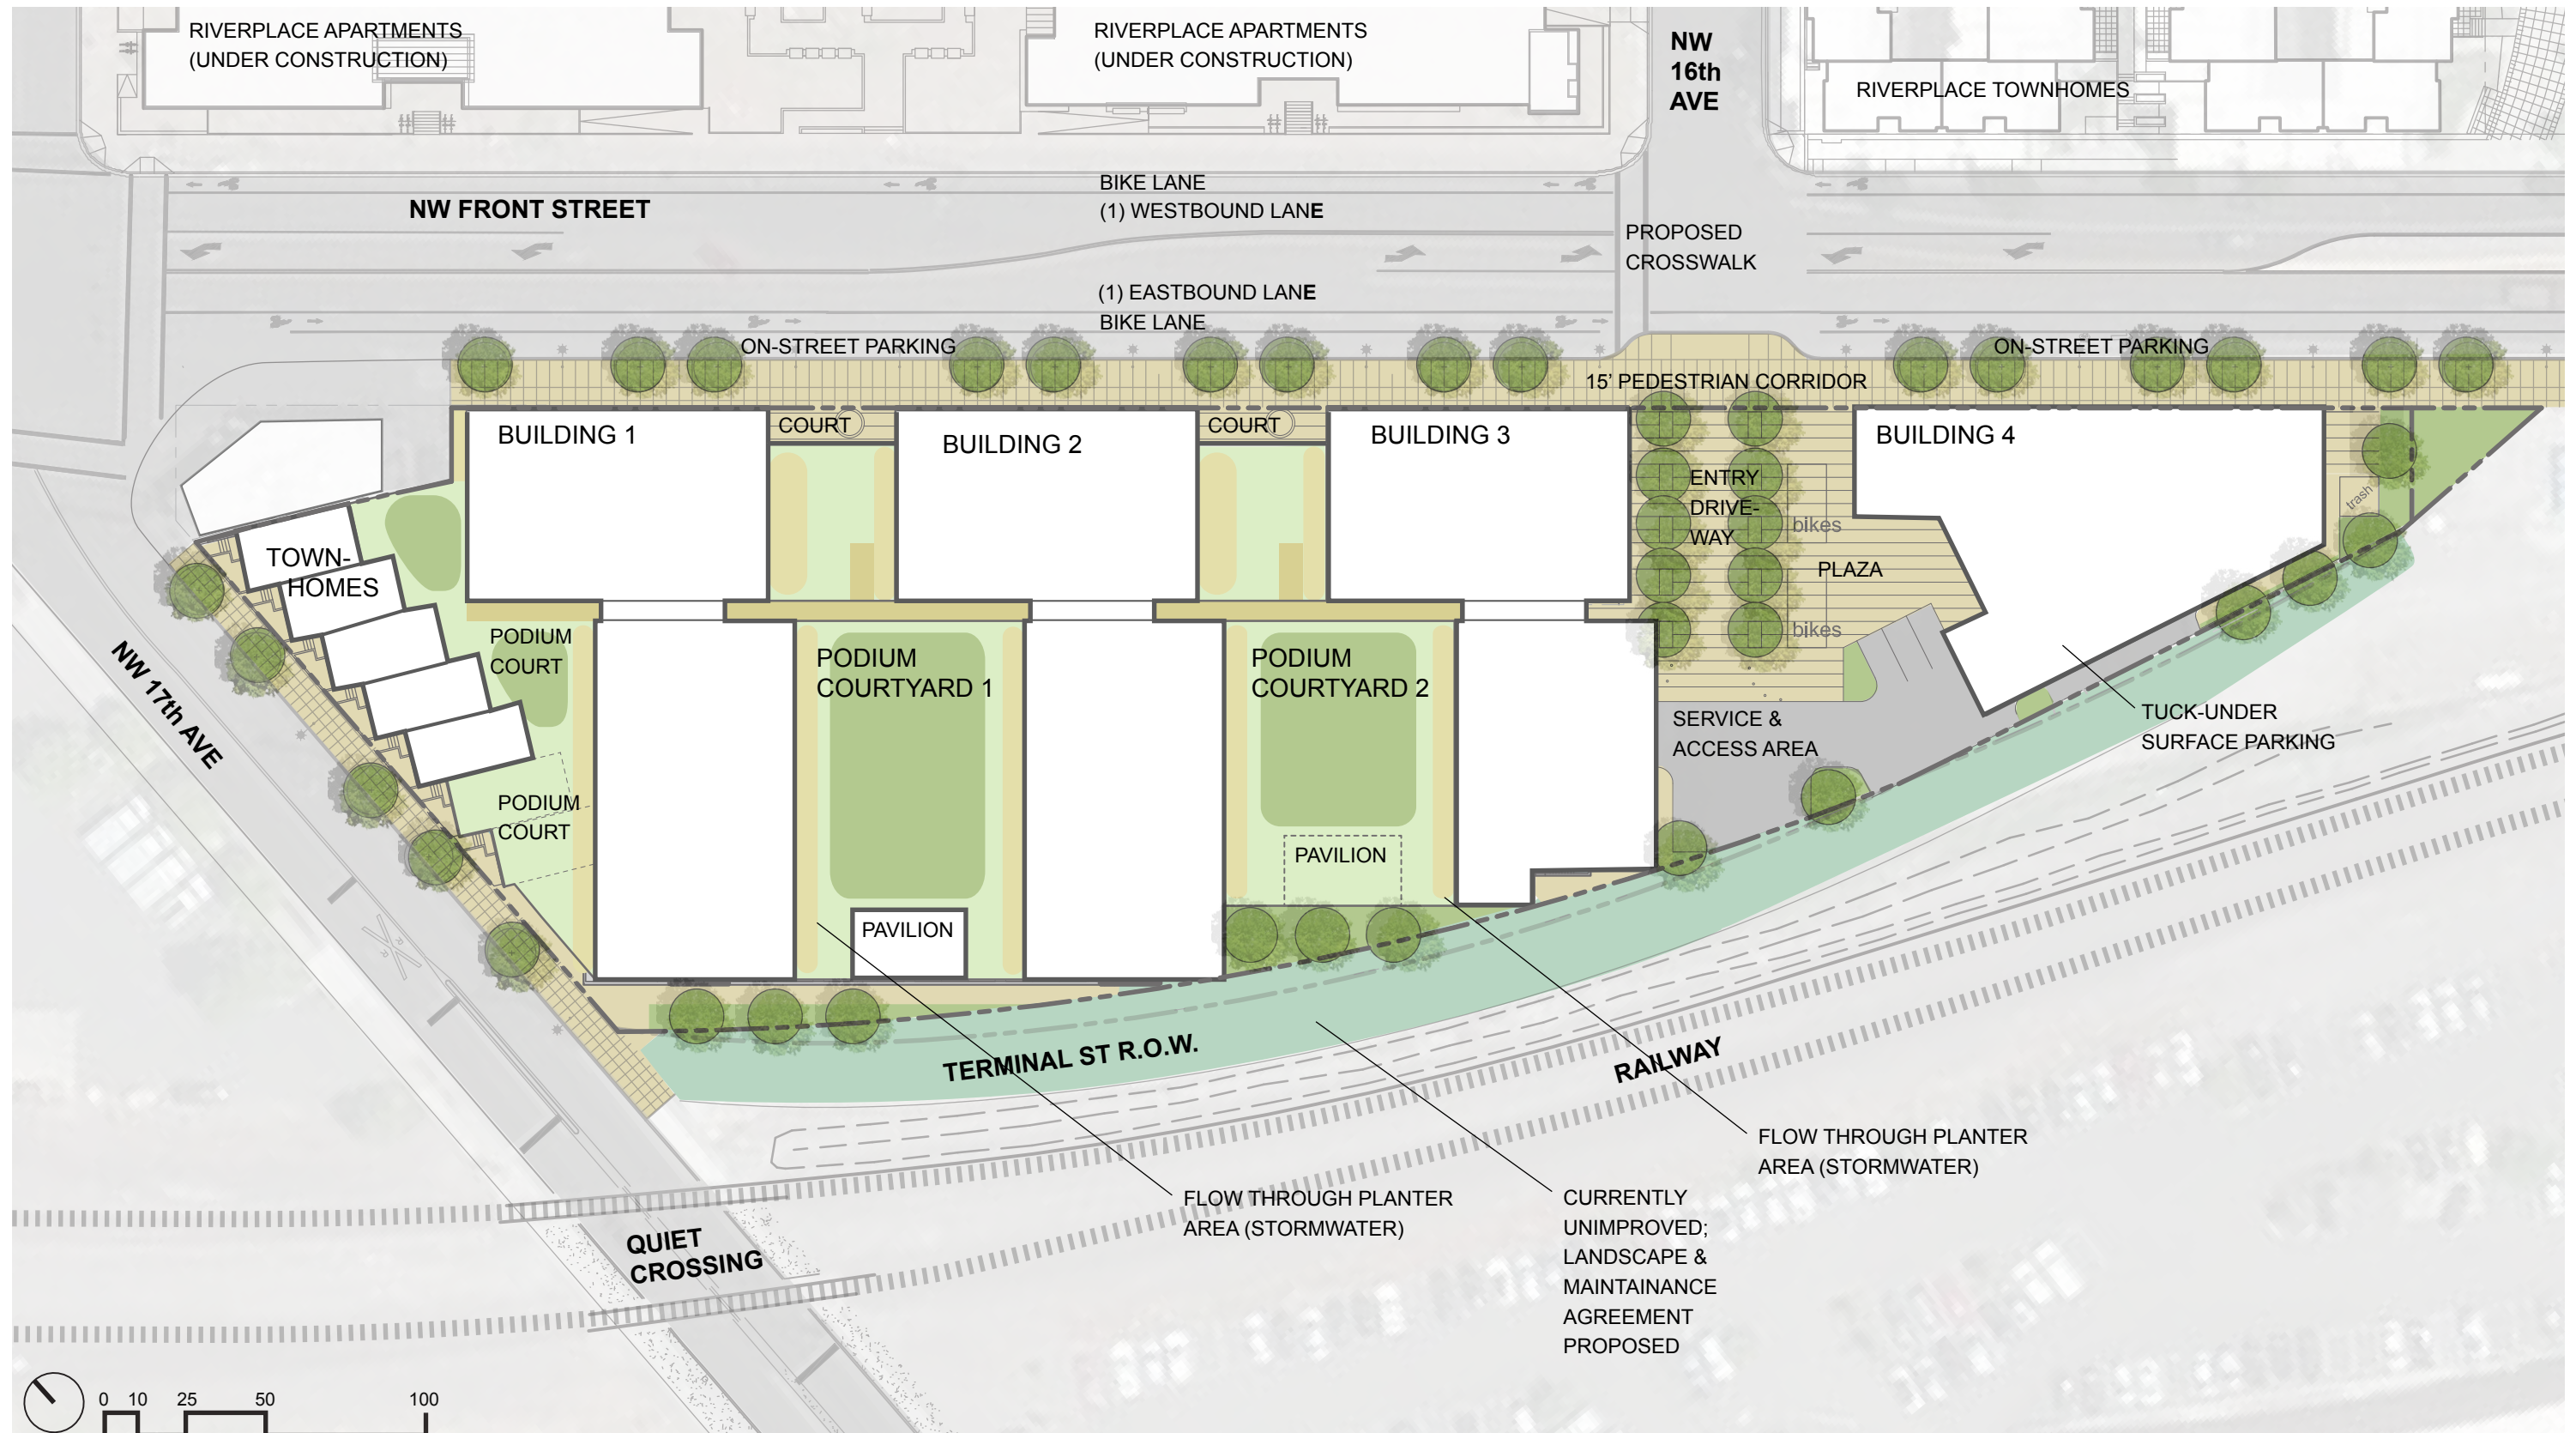 RIVERPLACE APARTMENTS
(UNDER CONSTRUCTION)
RIVERPLACE APARTMENTS
(UNDER CONSTRUCTION)
NW
16th
AVE
RIVERPLACE TOWNHOMES
BIKE LANE
NW FRONT STREET
(1) WESTBOUND LANE
PROPOSED
CROSSWALK
(1) EASTBOUND LANE
BIKE LANE
ON-STREET PARKING
ON-STREET PARKING
15' PEDESTRIAN CORRIDOR
BUILDING 1
COURT
BUILDING 2
COURT
BUILDING 3
BUILDING 4
ENTRY
DRIVE-
WAY
bikes
trash
TOWN-
HOMES
PLAZA
bikes
PODIUM
COURT
PODIUM
COURTYARD 1
PODIUM
COURTYARD 2
NW 17th AVE
SERVICE &
ACCESS AREA
TUCK-UNDER
SURFACE PARKING
PODIUM
COURT
PAVILION
PAVILION
TERMINAL ST R.O.W.
RAILWAY
FLOW THROUGH PLANTER
AREA (STORMWATER)
FLOW THROUGH PLANTER
AREA (STORMWATER)
CURRENTLY
UNIMPROVED;
LANDSCAPE &
MAINTAINANCE
AGREEMENT
PROPOSED
QUIET
CROSSING
R R
0 10 25 50 100